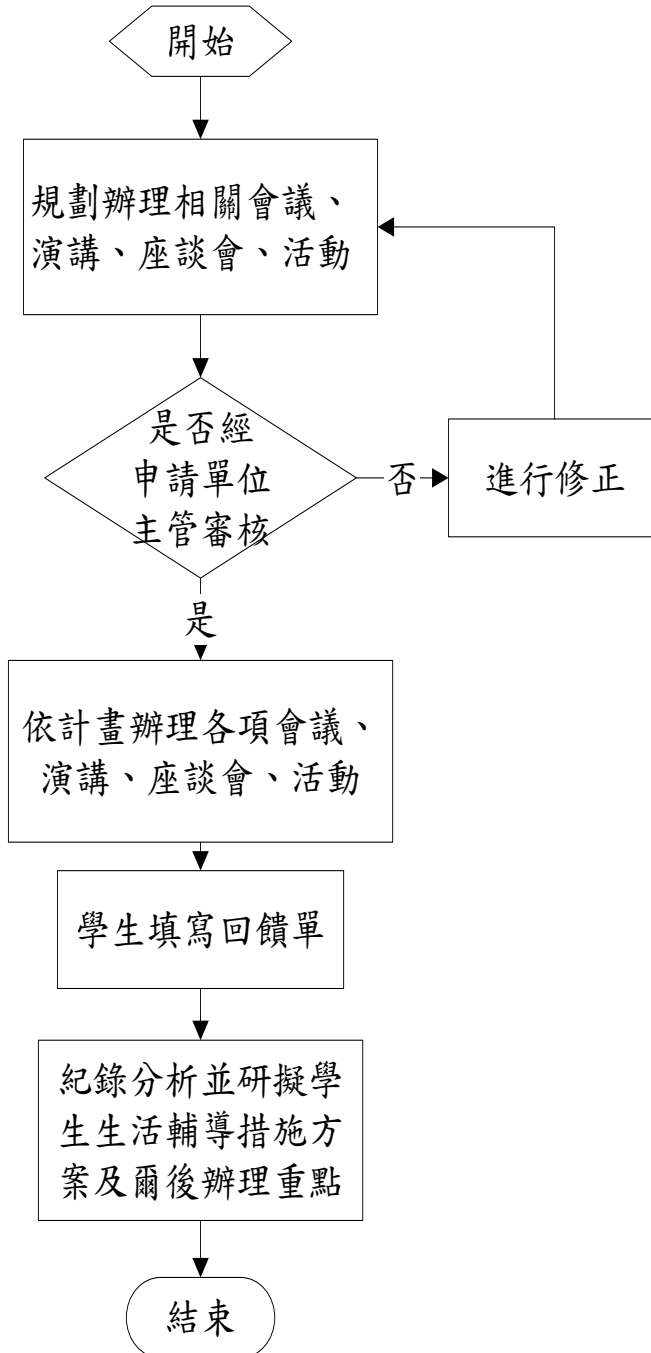 開始
規劃辦理相關會議、
演講、座談會、活動
是否經
申請單位
主管審核
否
進行修正
是
依計畫辦理各項會議、
演講、座談會、活動
學生填寫回饋單
紀錄分析並研擬學
生生活輔導措施方
案及爾後辦理重點
結束